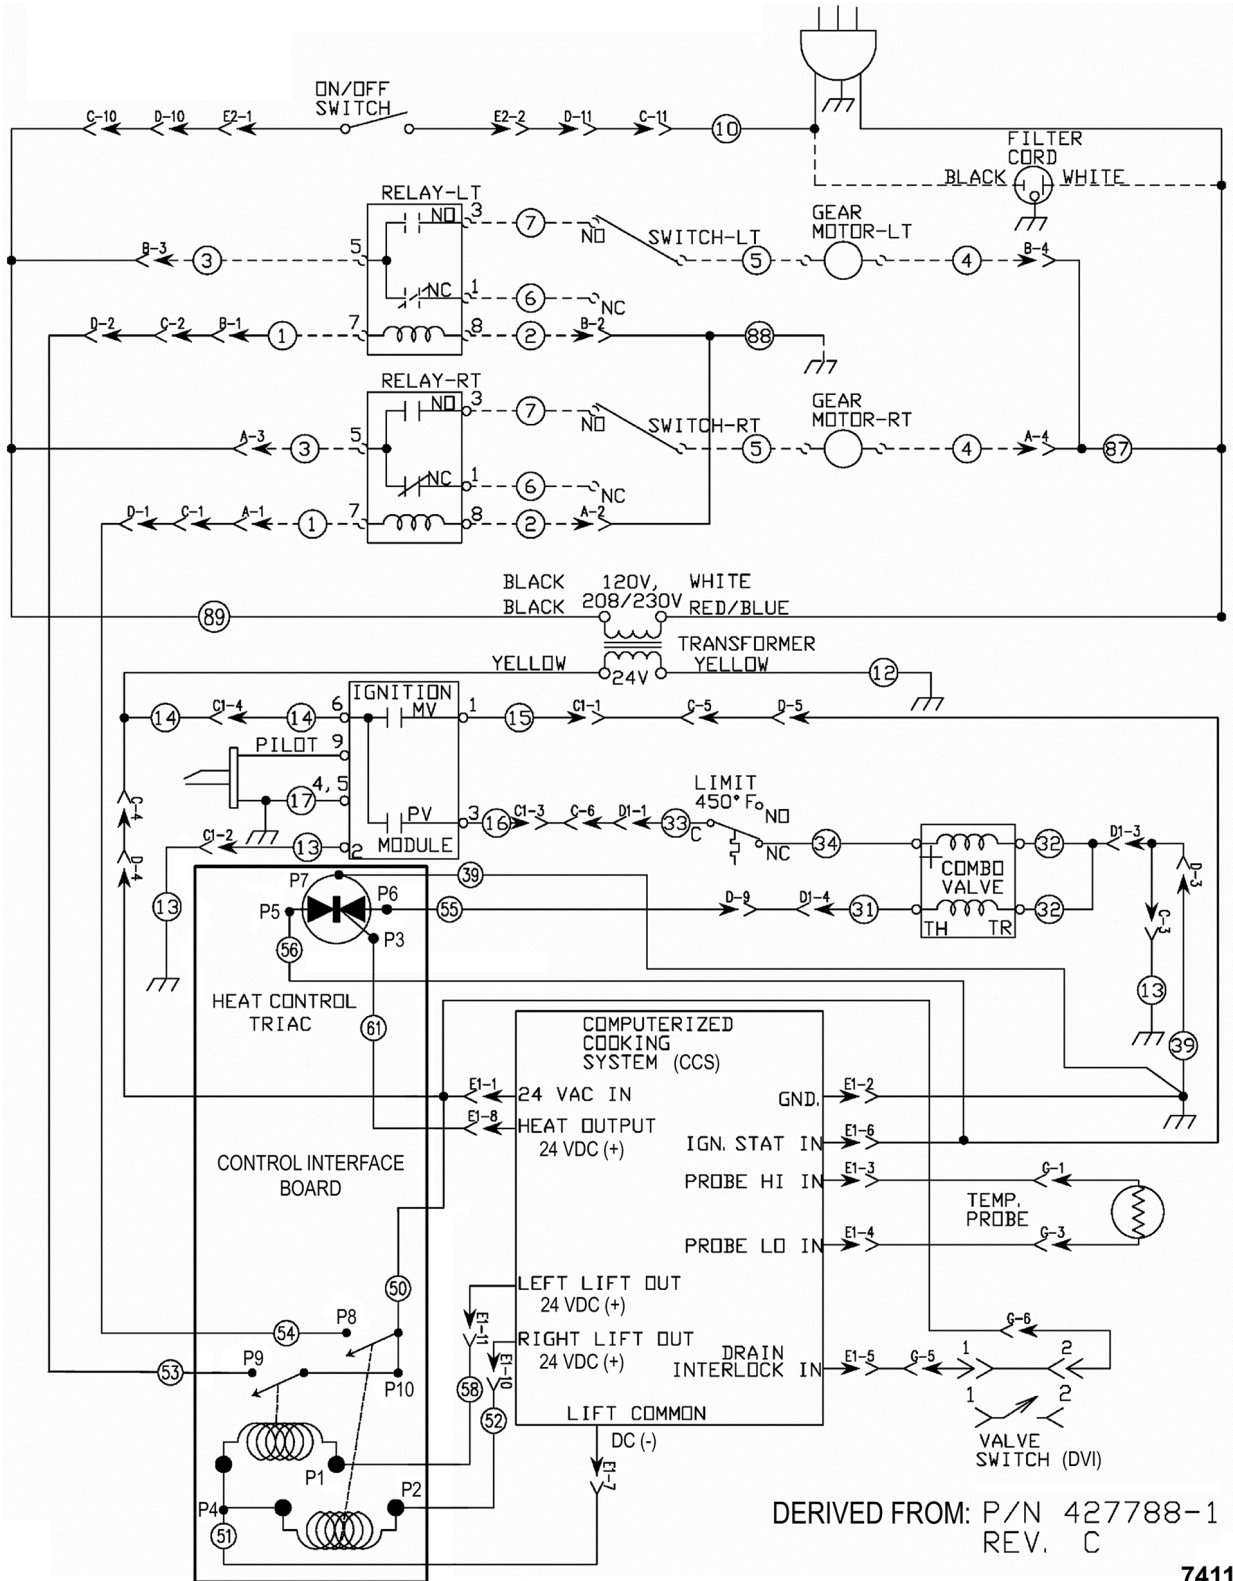 ON/OFF
SWITCH
C-10 D-10 E2-1 E2-2 D-11 C-11 10
FILTER
CORD
BLACK WHITE
RELAY-LT
NO 3 7 NO
SWITCH-LT
GEAR
MOTOR-LT
B-3 3 5 5 4 B-4
NC 1 6 NC
D-2 C-2 B-1 1 7 8 2 B-2 88
RELAY-RT
NO 3 7 NO
SWITCH-RT
GEAR
MOTOR-RT
A-3 3 5 5 4 A-4 87
NC 1 6 NC
D-1 C-1 A-1 1 7 8 2 A-2
BLACK 120V, WHITE
BLACK 208/230V RED/BLUE
89
TRANSFORMER
YELLOW 24V YELLOW 12
IGNITION
14 C1-4 14 6 MV 1 15 C1-1 C-5 D-5
PILOT 9
4, 5
17
C-4
D-4
PV 3 16 C1-3 C-6 D1-1 33 C
MODULE
LIMIT
450°F NO
NC 34
C1-2 13 2
13
COMBO
VALVE
TH TR
32 D1-3
32
D-3
C-3
13
39
P7 39
P5 P6 55 D-9 D1-4 31
56 P3
HEAT CONTROL
TRIAC
61
COMPUTERIZED
COOKING
SYSTEM (CCS)
E1-1 24 VAC IN
GND. E1-2
E1-8 HEAT OUTPUT
24 VDC (+)
IGN. STAT IN E1-6
CONTROL INTERFACE
BOARD
PROBE HI IN E1-3 G-1
TEMP.
PROBE
PROBE LO IN E1-4 G-3
50
LEFT LIFT OUT
24 VDC (+)
E1-11
RIGHT LIFT OUT
24 VDC (+)
E1-10
54 P8
53 P9 P10
58
52
G-6
DRAIN
INTERLOCK IN E1-5 G-5 1 2
1 2
VALVE
SWITCH (DVI)
LIFT COMMON
DC (-)
E1-7
P1
P2
P4
51
DERIVED FROM: P/N 427788-1
REV. C
7411